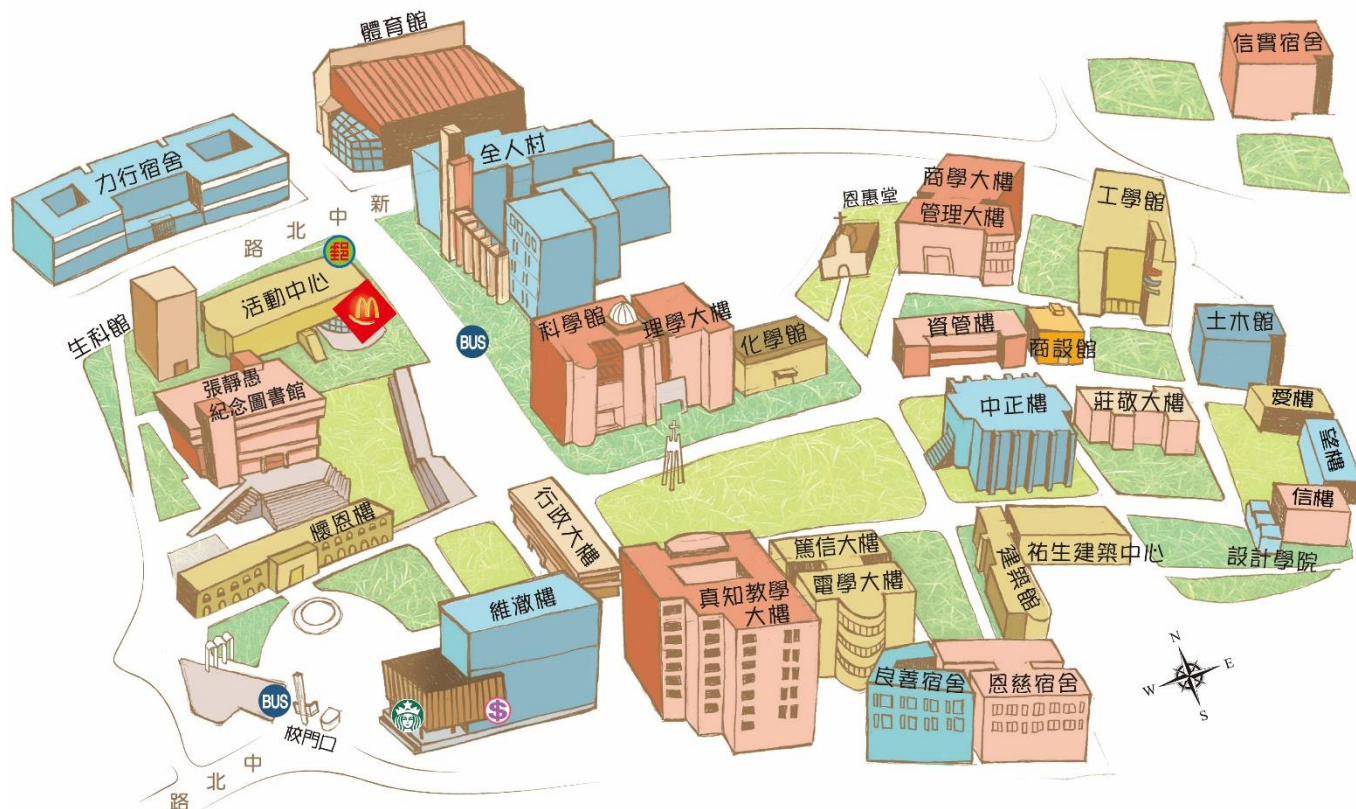 體育館
信實宿舍
全人村
力行宿舍
商學大樓
工學館
恩惠堂
管理大樓
新中北路
郵
活動中心
M
生科館
BUS
科學館
理學大樓
化學館
資管樓
商設館
土木館
張靜愚
紀念圖書館
中正樓
莊敬大樓
愛樓
望樓
信樓
行政大樓
懷恩樓
篤信大樓
電學大樓
建築館
祐生建築中心
設計學院
真知教學
大樓
維澈樓
良善宿舍
恩慈宿舍
N
W
E
S
BUS
$
校門口
中北路